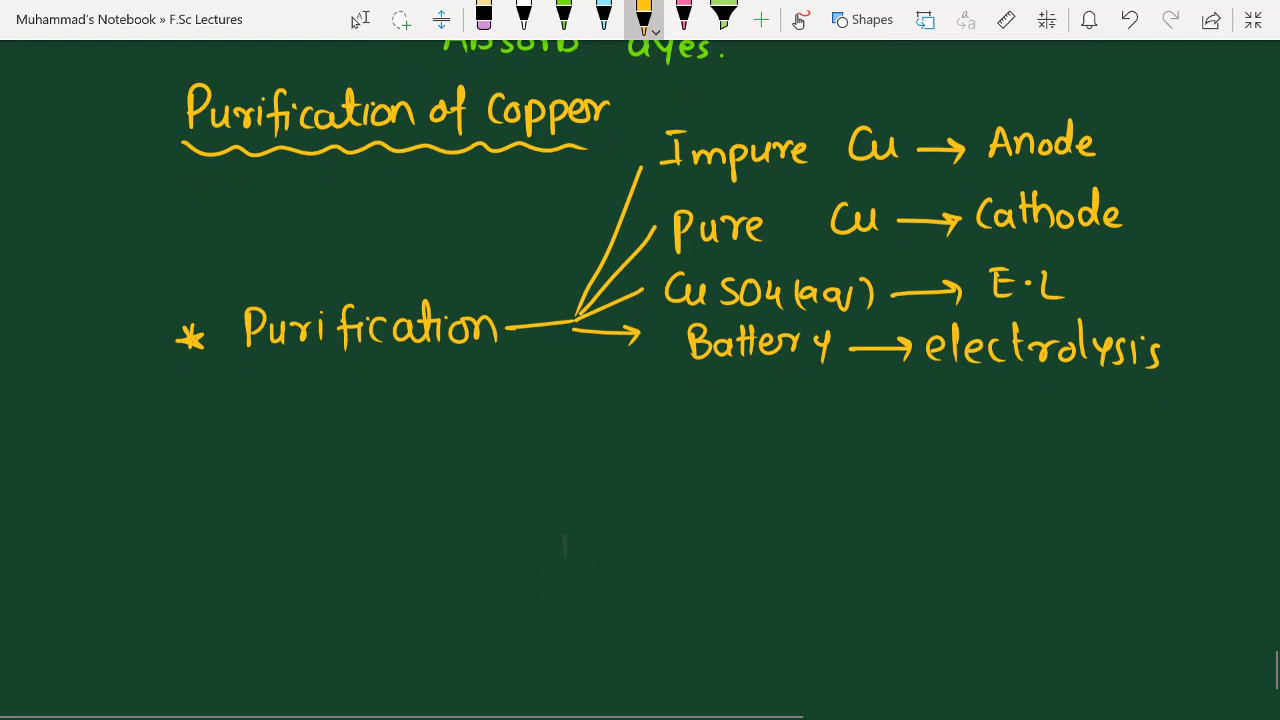 Muhammad's Notebook » F.Sc Lectures
Shapes
Absorb dyes.
Purification of Copper
Impure Cu → Anode
Pure Cu → Cathode
CuSO4(aq) → E.L
* Purification
Battery → electrolysis